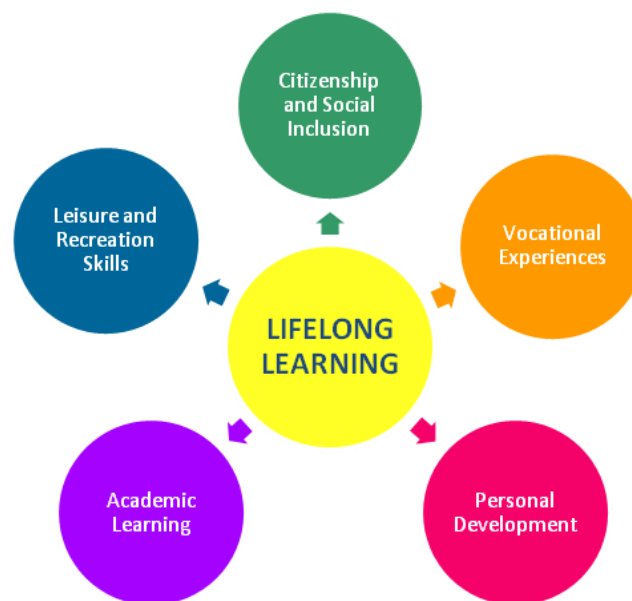 Citizenship
and Social
Inclusion
Leisure and
Recreation
Skills
Vocational
Experiences
LIFELONG
LEARNING
Academic
Learning
Personal
Development